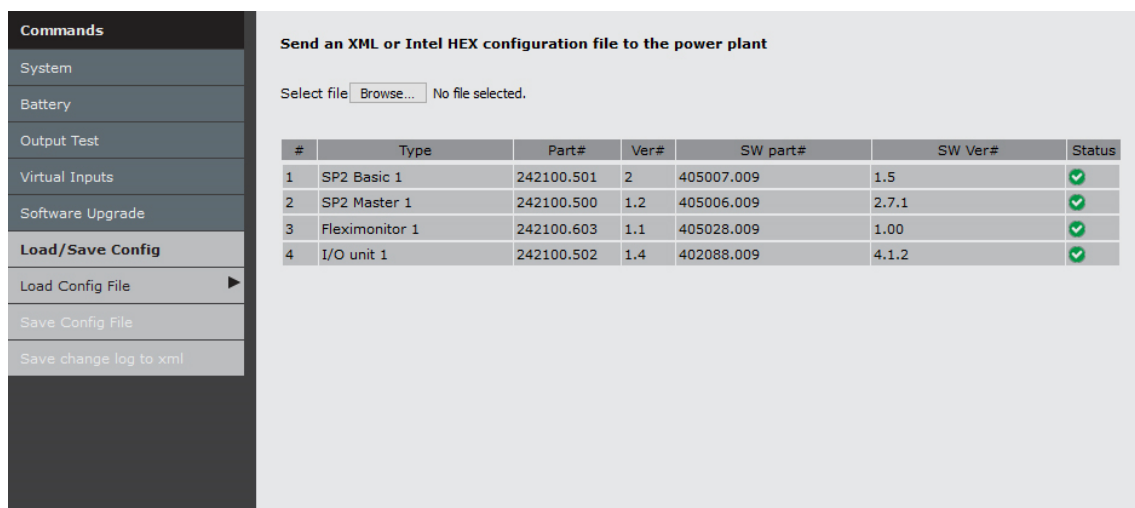 Commands
System
Battery
Output Test
Virtual Inputs
Software Upgrade
Load/Save Config
Load Config File
Save Config File
Save change log to xml
Send an XML or Intel HEX configuration file to the power plant
Select file Browse... No file selected.
# Type Part# Ver# SW part# SW Ver# Status
1 SP2 Basic 1 242100.501 2 405007.009 1.5
2 SP2 Master 1 242100.500 1.2 405006.009 2.7.1
3 Fleximonitor 1 242100.603 1.1 405028.009 1.00
4 I/O unit 1 242100.502 1.4 402088.009 4.1.2